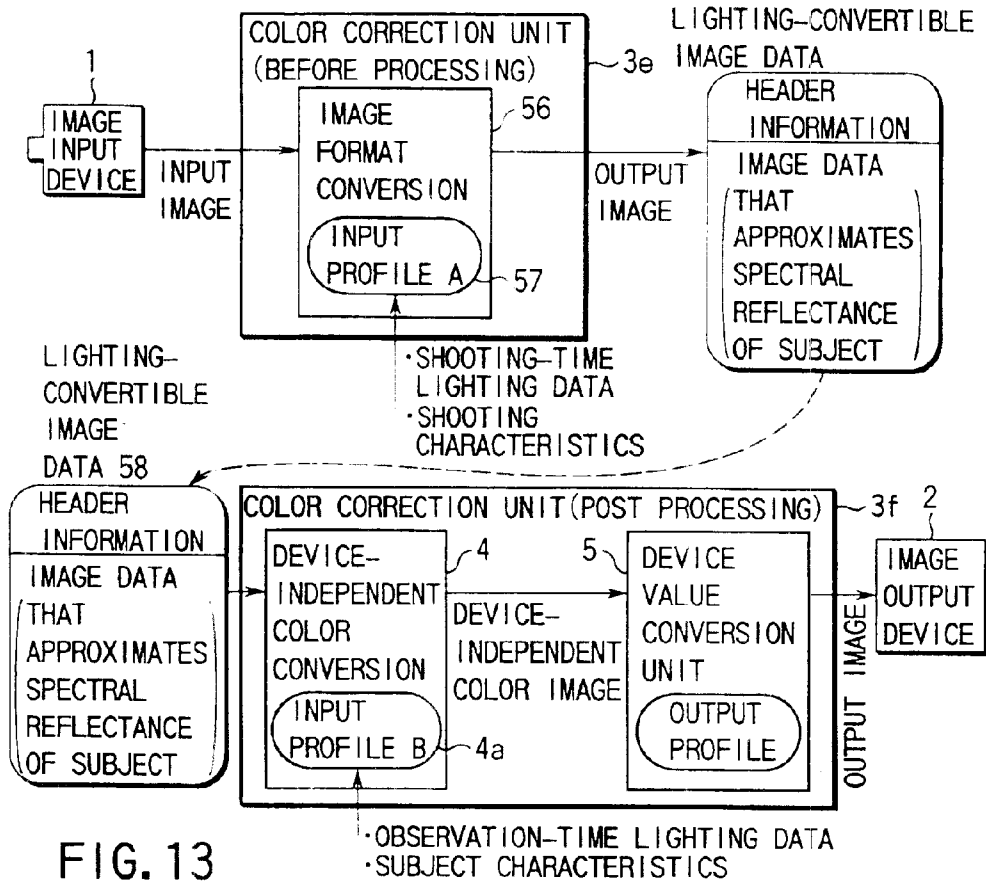 1
IMAGE
INPUT
DEVICE
INPUT
IMAGE
COLOR CORRECTION UNIT
(BEFORE PROCESSING)
3e
IMAGE
FORMAT
CONVERSION
56
INPUT
PROFILE A
57
·SHOOTING-TIME
LIGHTING DATA
·SHOOTING
CHARACTERISTICS
OUTPUT
IMAGE
LIGHTING-CONVERTIBLE
IMAGE DATA
HEADER
INFORMATION
IMAGE DATA
(THAT
APPROXIMATES
SPECTRAL
REFLECTANCE
OF SUBJECT)
LIGHTING-
CONVERTIBLE
IMAGE
DATA 58
HEADER
INFORMATION
IMAGE DATA
(THAT
APPROXIMATES
SPECTRAL
REFLECTANCE
OF SUBJECT)
COLOR CORRECTION UNIT(POST PROCESSING)
3f
DEVICE-
INDEPENDENT
COLOR
CONVERSION
4
INPUT
PROFILE B
4a
·OBSERVATION-TIME LIGHTING DATA
·SUBJECT CHARACTERISTICS
DEVICE-
INDEPENDENT
COLOR IMAGE
5
DEVICE
VALUE
CONVERSION
UNIT
OUTPUT
PROFILE
OUTPUT IMAGE
2
IMAGE
OUTPUT
DEVICE
FIG.13